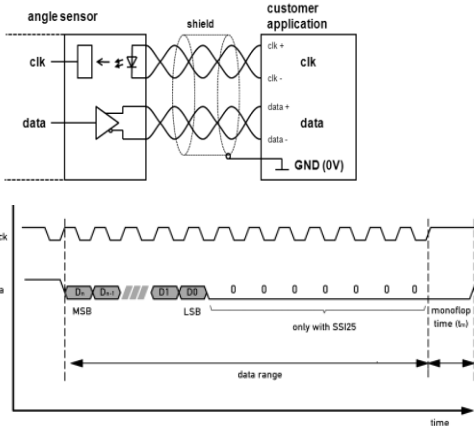 angle sensor
shield
customer
application
clk
clk +
clk -
clk
data
data +
data -
data
GND (0V)
ck
a
Dn
Dn-1
D1
D0
0 0 0 0 0 0 0
MSB
LSB
only with SSI25
monoflop
time (tm)
data range
time